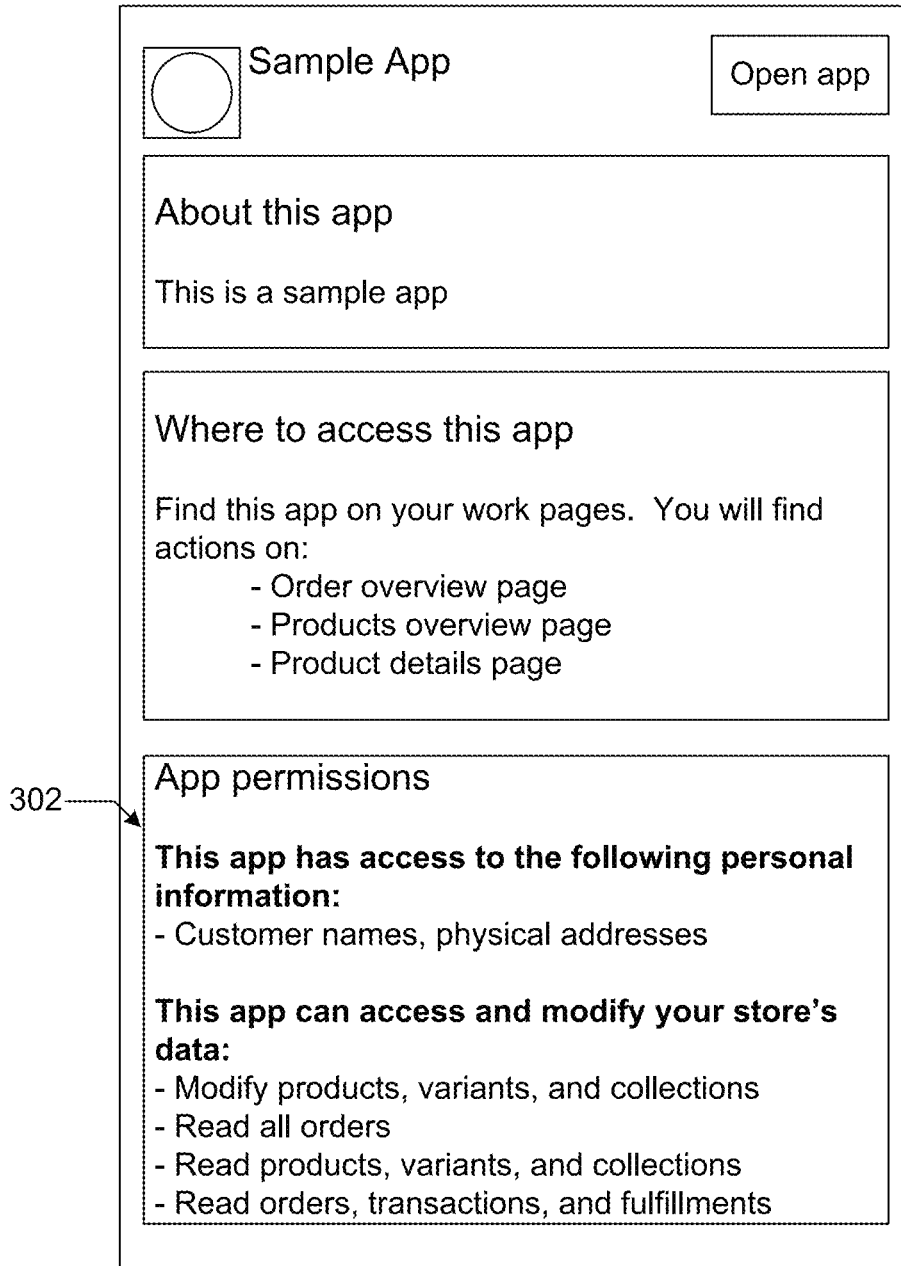 Sample App
Open app
About this app
This is a sample app
Where to access this app
Find this app on your work pages.  You will find
actions on:
- Order overview page
- Products overview page
- Product details page
302
App permissions
This app has access to the following personal
information:
- Customer names, physical addresses
This app can access and modify your store's
data:
- Modify products, variants, and collections
- Read all orders
- Read products, variants, and collections
- Read orders, transactions, and fulfillments